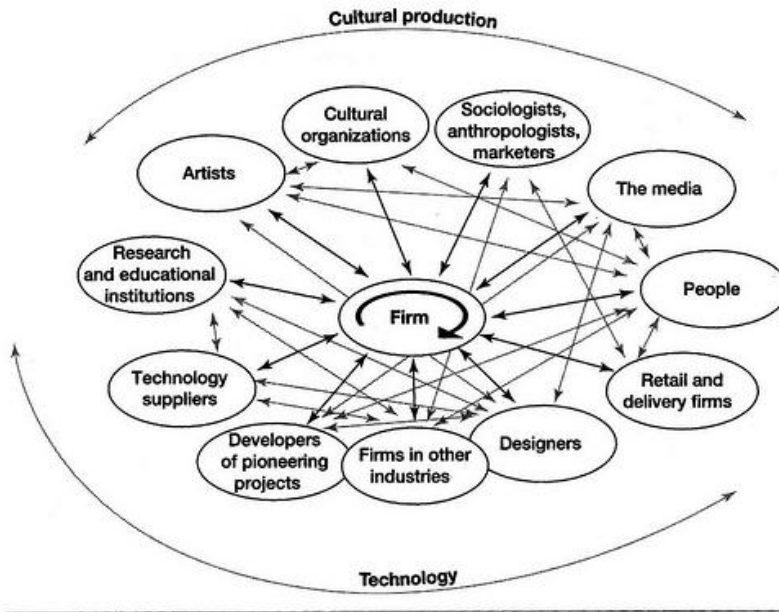 Cultural production
Cultural
organizations
Sociologists,
anthropologists,
marketers
Artists
The media
Research
and educational
institutions
People
Firm
Technology
suppliers
Retail and
delivery firms
Developers
of pioneering
projects
Firms in other
industries
Designers
Technology